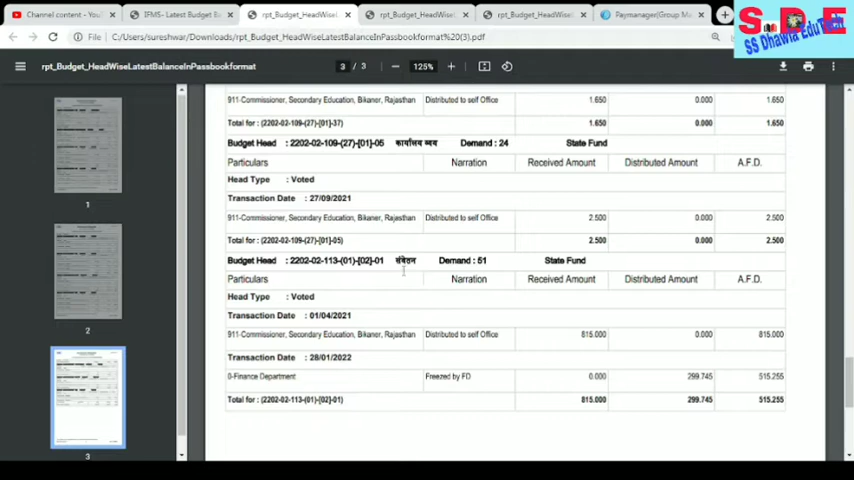 Channel content - YouTu
IFMS- Latest Budget Ba
rpt_Budget_HeadWiseL
rpt_Budget_HeadWiseL
rpt_Budget_HeadWiseL
Paymanager(Group M
SDE
SS Dhawla EduTech
File C:/Users/sureshwar/Downloads/rpt_Budget_HeadWiseLatestBalanceInPassbookformat%20(3).pdf
rpt_Budget_HeadWiseLatestBalanceInPassbookformat 3 / 3 — 125% +
1
2
3
911-Commissioner, Secondary Education, Bikaner, Rajasthan Distributed to self Office 1.650 0.000 1.650
Total for : (2202-02-109-(27)-[01]-37) 1.650 0.000 1.650
Budget Head : 2202-02-109-(27)-[01]-05 कार्यालय व्यय Demand : 24 State Fund
Particulars Narration Received Amount Distributed Amount A.F.D.
Head Type : Voted
Transaction Date : 27/09/2021
911-Commissioner, Secondary Education, Bikaner, Rajasthan Distributed to self Office 2.500 0.000 2.500
Total for : (2202-02-109-(27)-[01]-05) 2.500 0.000 2.500
Budget Head : 2202-02-113-(01)-[02]-01 संवेतन Demand : 51 State Fund
Particulars Narration Received Amount Distributed Amount A.F.D.
Head Type : Voted
Transaction Date : 01/04/2021
911-Commissioner, Secondary Education, Bikaner, Rajasthan Distributed to self Office 815.000 0.000 815.000
Transaction Date : 28/01/2022
0-Finance Department Freezed by FD 0.000 299.745 515.255
Total for : (2202-02-113-(01)-[02]-01) 815.000 299.745 515.255